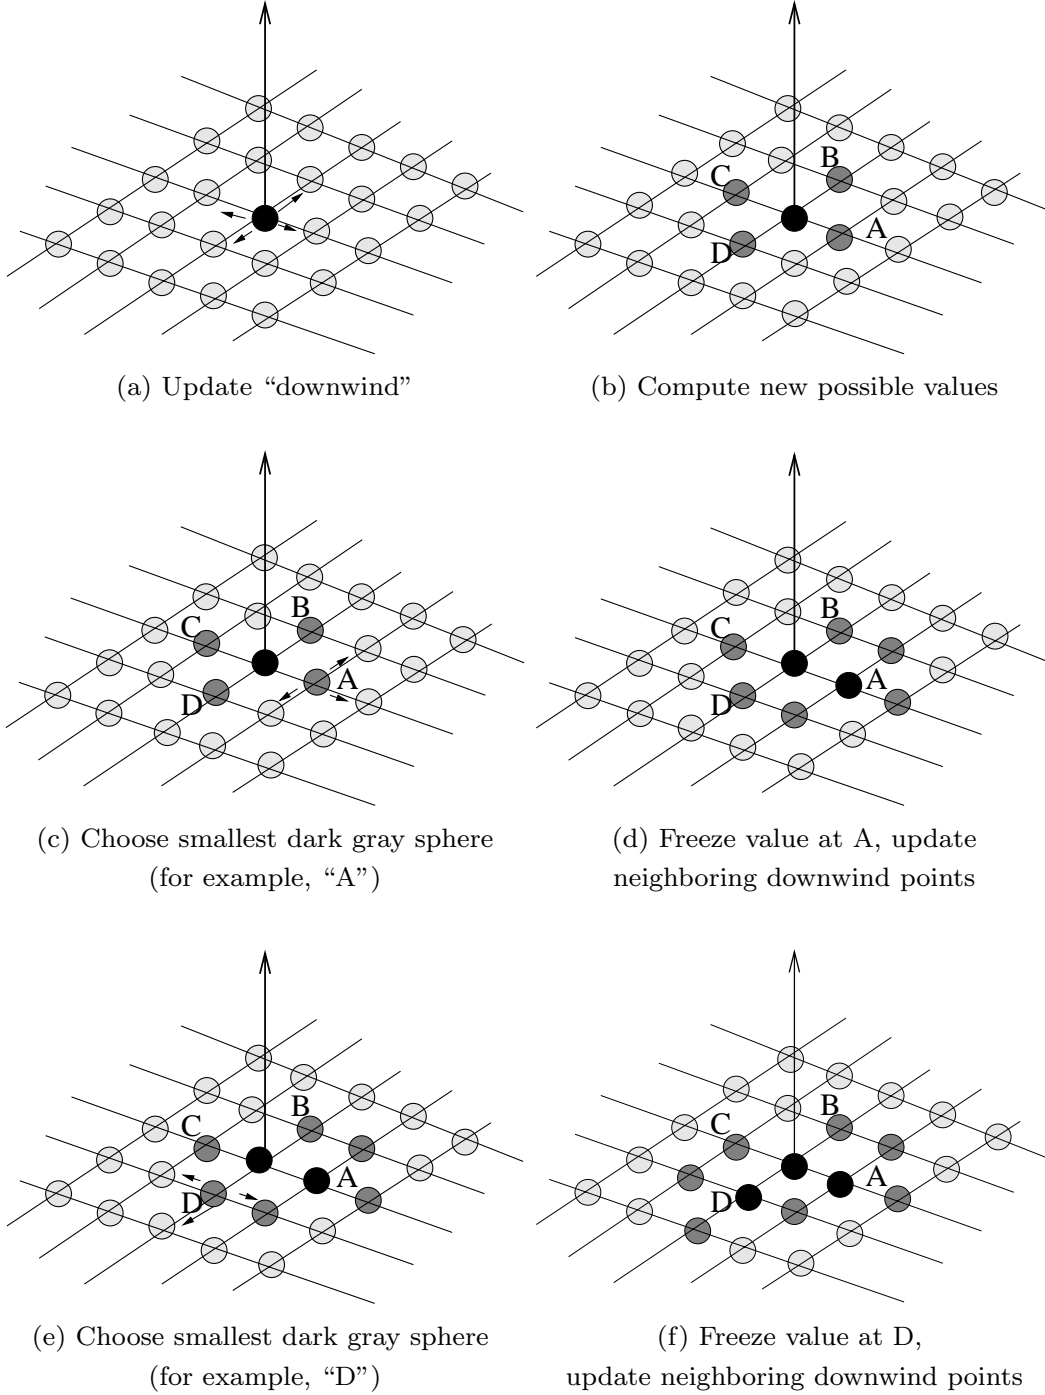 B
C
A
D
(a) Update “downwind”
(b) Compute new possible values
B
C
A
D
B
C
A
D
(c) Choose smallest dark gray sphere
(for example, “A”)
(d) Freeze value at A, update
neighboring downwind points
B
C
A
D
B
C
A
D
(e) Choose smallest dark gray sphere
(for example, “D”)
(f) Freeze value at D,
update neighboring downwind points